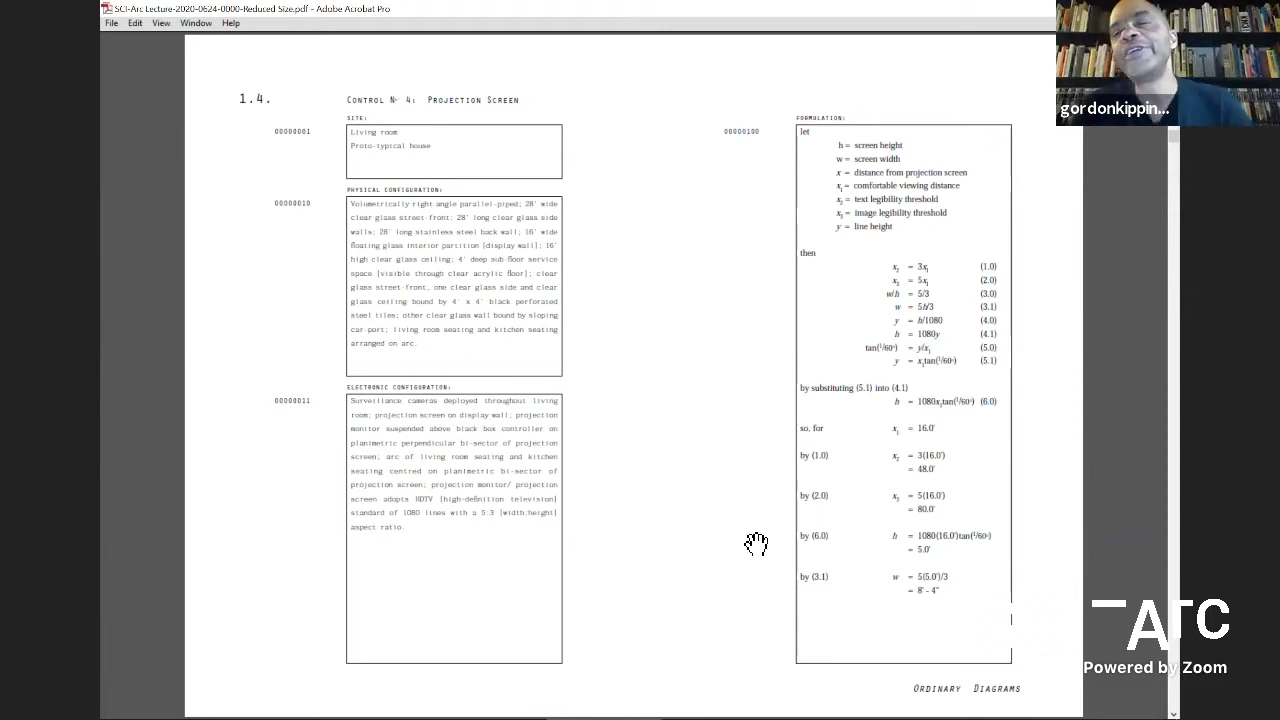 SCI-Arc Lecture-2020-0624-0000-Reduced Size.pdf - Adobe Acrobat Pro
File Edit View Window Help
gordonkippin...
1.4.
CONTROL Nº 4: PROJECTION SCREEN
SITE:
00000001
Living room
Proto-typical house
PHYSICAL CONFIGURATION:
00000010
Volumetrically right angle parallel-piped; 28' wide
clear glass street-front; 28' long clear glass side
walls; 28' long stainless steel back wall; 16' wide
floating glass interior partition [display wall]; 16'
high clear glass ceiling; 4' deep sub-floor service
space [visible through clear acrylic floor]; clear
glass street-front, one clear glass side and clear
glass ceiling bound by 4' x 4' black perforated
steel tiles; other clear glass wall bound by sloping
car-port; living room seating and kitchen seating
arranged on arc.
ELECTRONIC CONFIGURATION:
00000011
Surveillance cameras deployed throughout living
room; projection screen on display wall; projection
monitor suspended above black box controller on
planimetric perpendicular bi-sector of projection
screen; arc of living room seating and kitchen
seating centred on planimetric bi-sector of
projection screen; projection monitor/ projection
screen adopts HDTV [high-definition television]
standard of 1080 lines with a 5:3 [width:height]
aspect ratio.
FORMULATION:
00000100
let
h = screen height
w = screen width
x = distance from projection screen
x₁ = comfortable viewing distance
x₂ = text legibility threshold
x₃ = image legibility threshold
y = line height
then
x₂ = 3x₁ (1.0)
x₃ = 5x₁ (2.0)
w/h = 5/3 (3.0)
w = 5h/3 (3.1)
y = h/1080 (4.0)
h = 1080y (4.1)
tan(¹/60º) = y/x₁ (5.0)
y = x₁tan(¹/60º) (5.1)
by substituting (5.1) into (4.1)
h = 1080x₁tan(¹/60º) (6.0)
so, for x₁ = 16.0'
by (1.0) x₂ = 3(16.0')
= 48.0'
by (2.0) x₃ = 5(16.0')
= 80.0'
by (6.0) h = 1080(16.0')tan(¹/60º)
= 5.0'
by (3.1) w = 5(5.0')/3
= 8' - 4"
ORDINARY DIAGRAMS
ARC
Powered by Zoom